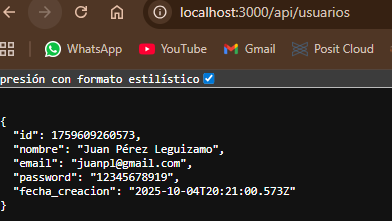 localhost:3000/api/usuarios
WhatsApp YouTube Gmail Posit Cloud
presión con formato estilístico
{
  "id": 1759609260573,
  "nombre": "Juan Pérez Leguizamo",
  "email": "juanpl@gmail.com",
  "password": "12345678919",
  "fecha_creacion": "2025-10-04T20:21:00.573Z"
}